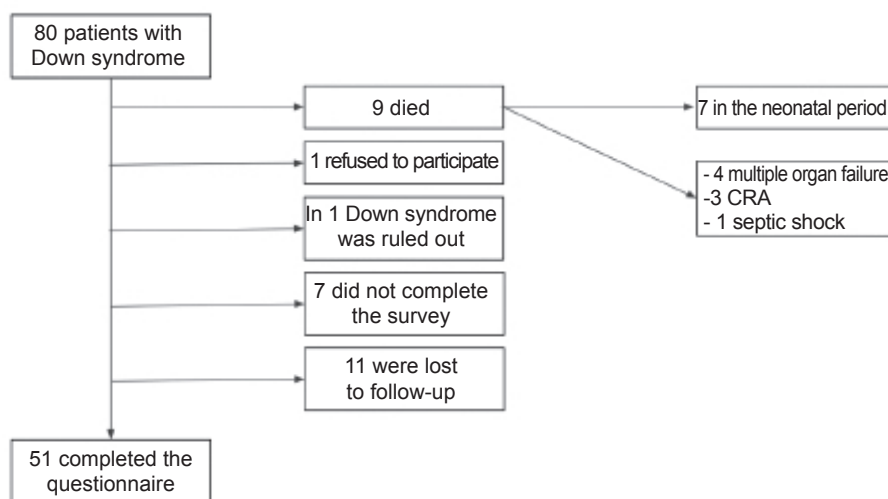 80 patients with
Down syndrome
9 died
7 in the neonatal period
- 4 multiple organ failure
-3 CRA
- 1 septic shock
1 refused to participate
In 1 Down syndrome
was ruled out
7 did not complete
the survey
11 were lost
to follow-up
51 completed the
questionnaire